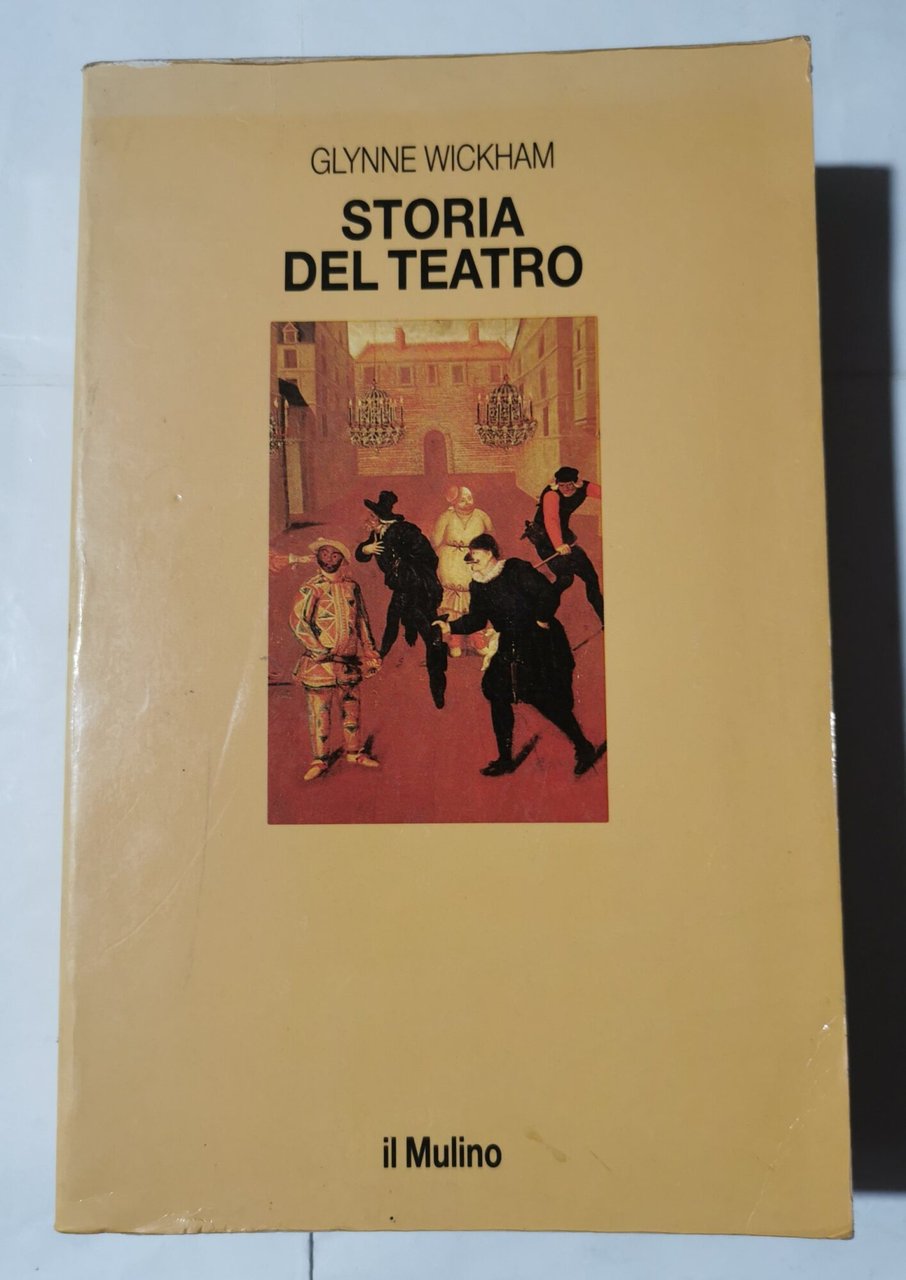 GLYNNE WICKHAM
STORIA
DEL TEATRO
il Mulino